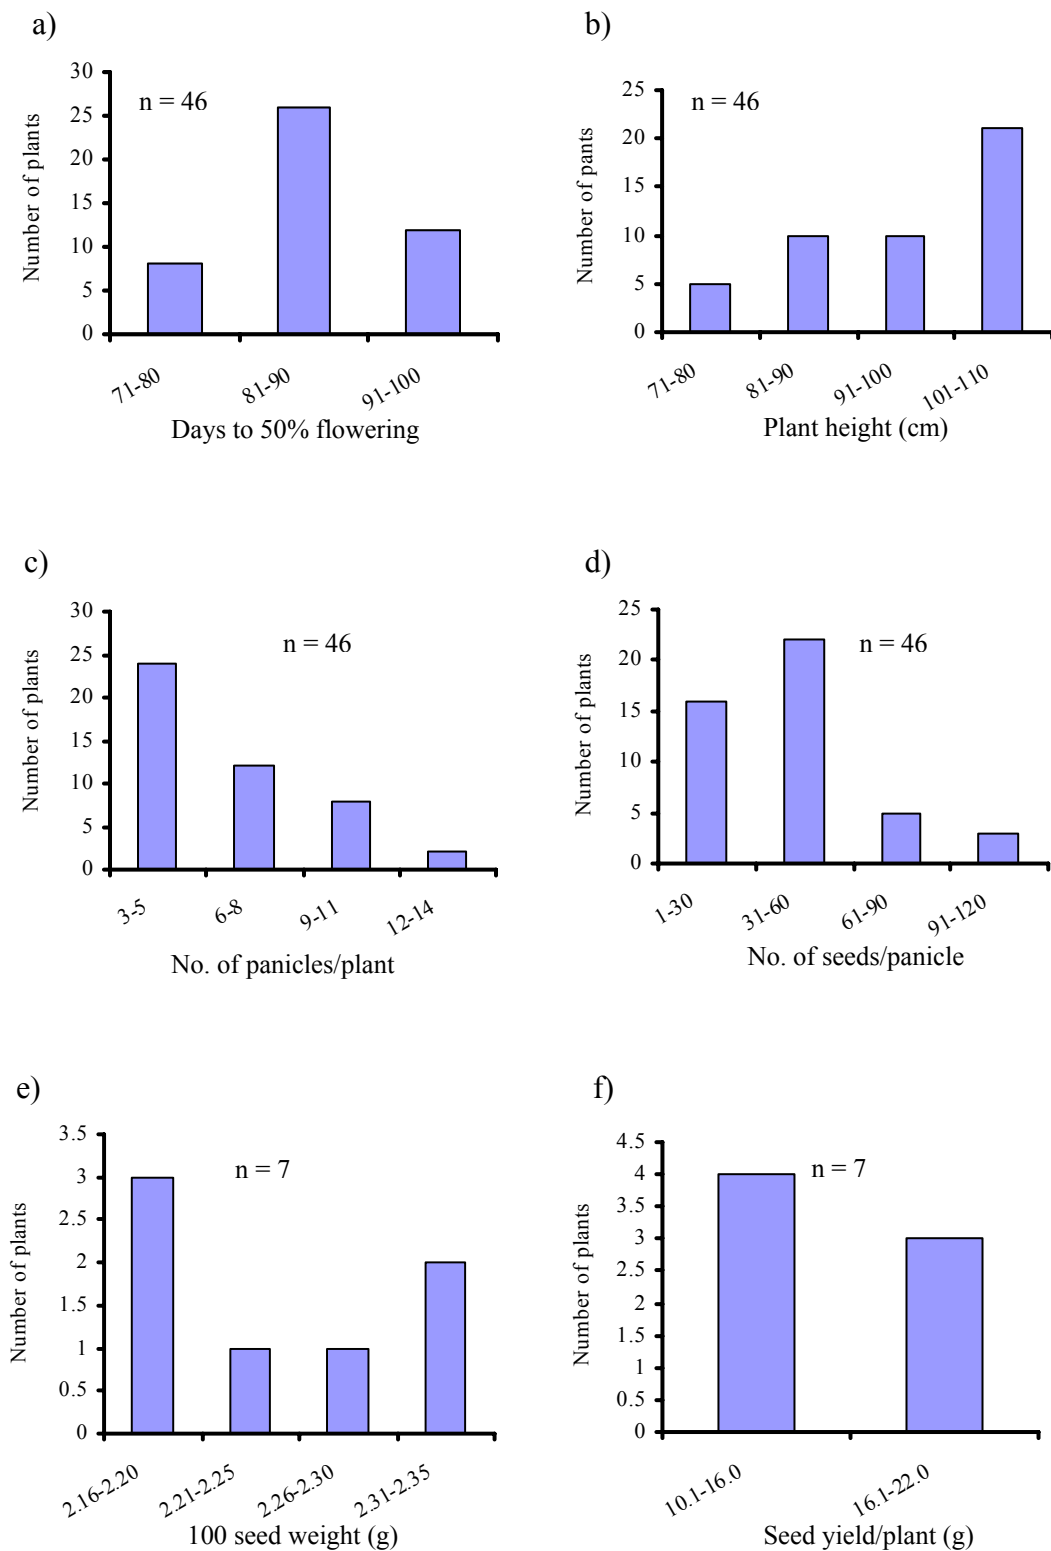 a)
30
25
20
15
10
5
0
Number of plants
n = 46
71-80 81-90 91-100
Days to 50% flowering
b)
25
20
15
10
5
0
Number of pants
n = 46
71-80 81-90 91-100 101-110
Plant height (cm)
c)
30
25
20
15
10
5
0
Number of plants
n = 46
3-5 6-8 9-11 12-14
No. of panicles/plant
d)
25
20
15
10
5
0
Number of plants
n = 46
1-30 31-60 61-90 91-120
No. of seeds/panicle
e)
3.5
3
2.5
2
1.5
1
0.5
0
Number of plants
n = 7
2.16-2.20 2.21-2.25 2.26-2.30 2.31-2.35
100 seed weight (g)
f)
4.5
4
3.5
3
2.5
2
1.5
1
0.5
0
Number of plants
n = 7
10.1-16.0 16.1-22.0
Seed yield/plant (g)